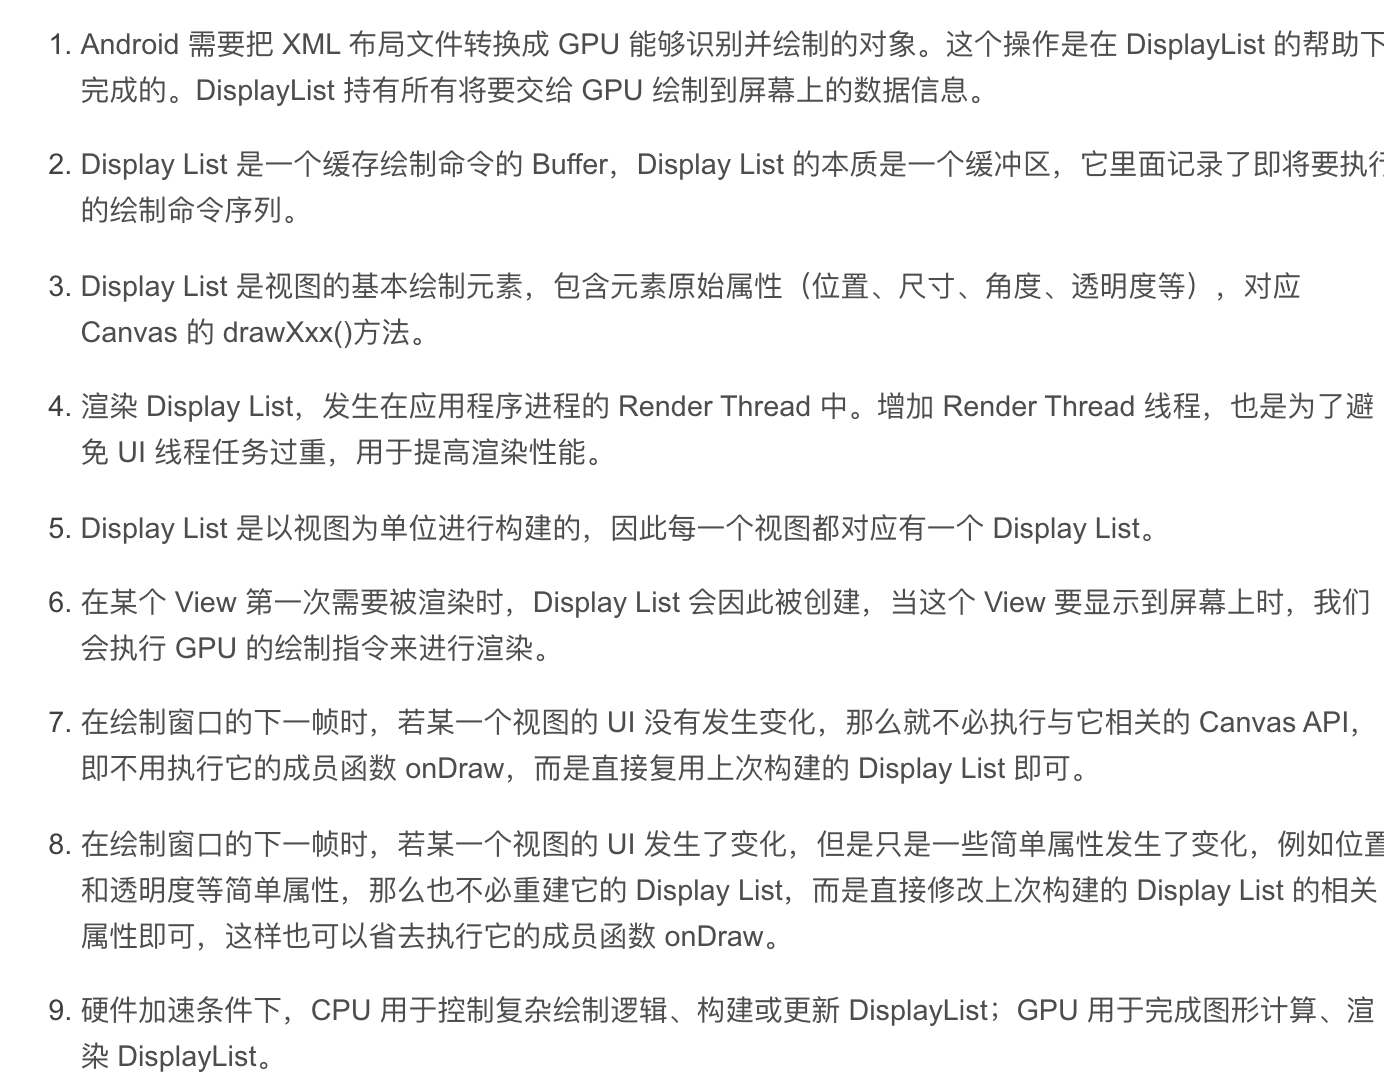 1. Android 需要把 XML 布局文件转换成 GPU 能够识别并绘制的对象。这个操作是在 DisplayList 的帮助下
完成的。DisplayList 持有所有将要交给 GPU 绘制到屏幕上的数据信息。
2. Display List 是一个缓存绘制命令的 Buffer，Display List 的本质是一个缓冲区，它里面记录了即将要执行
的绘制命令序列。
3. Display List 是视图的基本绘制元素，包含元素原始属性（位置、尺寸、角度、透明度等），对应
Canvas 的 drawXxx()方法。
4. 渲染 Display List，发生在应用程序进程的 Render Thread 中。增加 Render Thread 线程，也是为了避
免 UI 线程任务过重，用于提高渲染性能。
5. Display List 是以视图为单位进行构建的，因此每一个视图都对应有一个 Display List。
6. 在某个 View 第一次需要被渲染时，Display List 会因此被创建，当这个 View 要显示到屏幕上时，我们
会执行 GPU 的绘制指令来进行渲染。
7. 在绘制窗口的下一帧时，若某一个视图的 UI 没有发生变化，那么就不必执行与它相关的 Canvas API，
即不用执行它的成员函数 onDraw，而是直接复用上次构建的 Display List 即可。
8. 在绘制窗口的下一帧时，若某一个视图的 UI 发生了变化，但是只是一些简单属性发生了变化，例如位置
和透明度等简单属性，那么也不必重建它的 Display List，而是直接修改上次构建的 Display List 的相关
属性即可，这样也可以省去执行它的成员函数 onDraw。
9. 硬件加速条件下，CPU 用于控制复杂绘制逻辑、构建或更新 DisplayList；GPU 用于完成图形计算、渲
染 DisplayList。